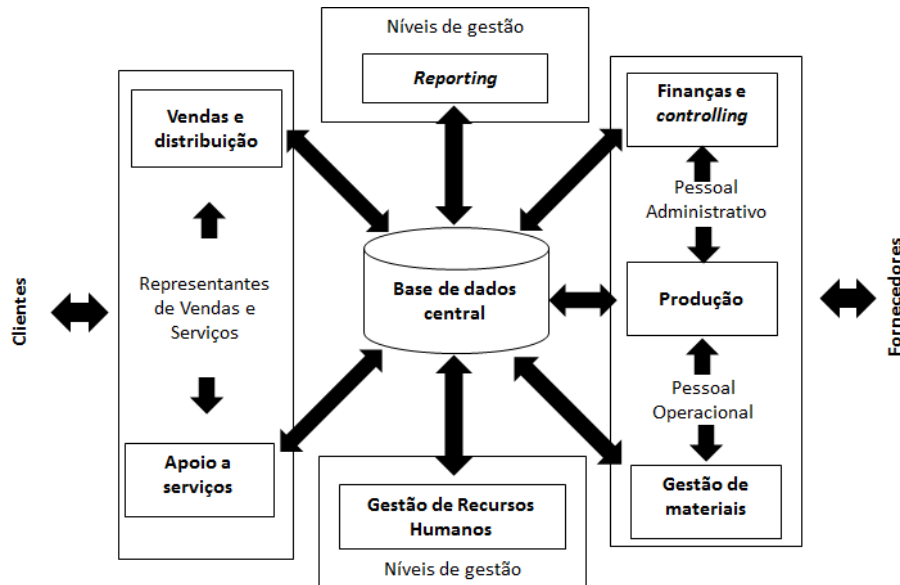 Níveis de gestão
Reporting
Vendas e
distribuição
Finanças e
controlling
Pessoal
Administrativo
Clientes
Representantes
de Vendas e
Serviços
Base de dados
central
Produção
Fornecedores
Pessoal
Operacional
Apoio a
serviços
Gestão de Recursos
Humanos
Gestão de
materiais
Níveis de gestão